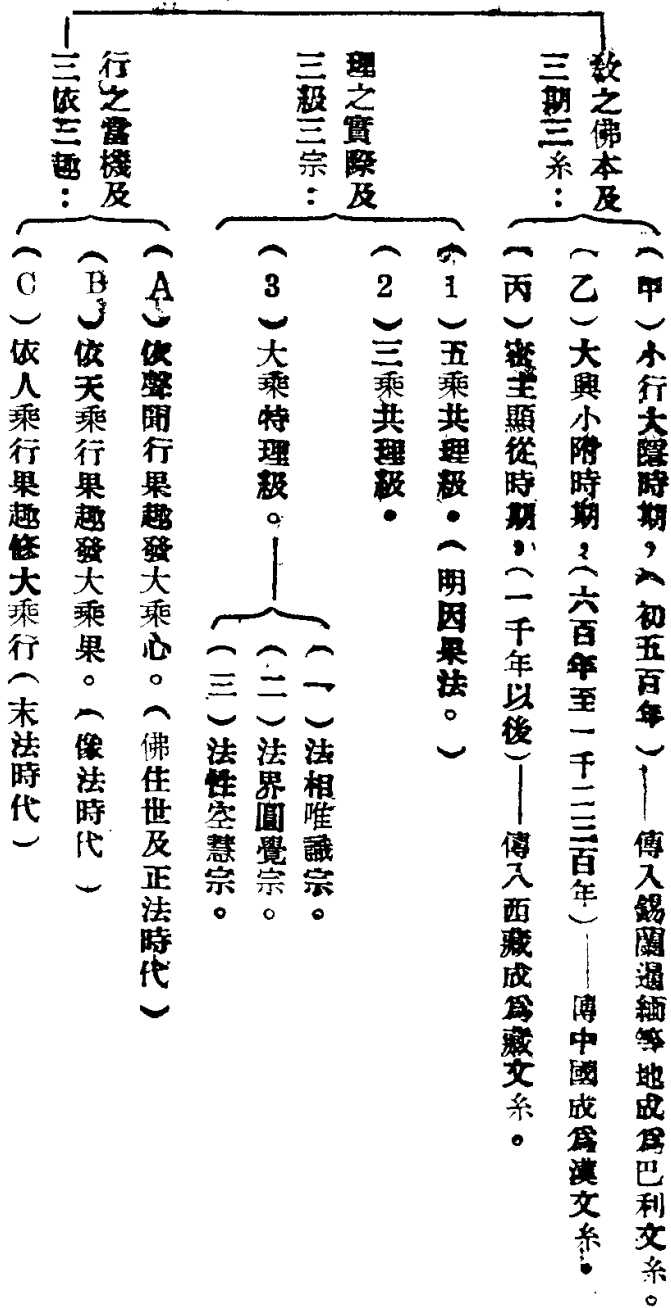 教之佛本及
三期三系：
（甲）小行大隱時期，（初五百年）——傳入錫蘭暹緬等地成爲巴利文系。
（乙）大興小附時期，（六百年至一千二三百年）——傳中國成爲漢文系。
（丙）密主顯從時期，（一千年以後）——傳入西藏成爲藏文系。
理之實際及
三級三宗：
（1）五乘共理級。（明因果法。）
（2）三乘共理級。
（3）大乘特理級。——
（一）法相唯識宗。
（二）法界圓覺宗。
（三）法性空慧宗。
行之當機及
三依三趣：
（A）依聲聞行果趣發大乘心。（佛住世及正法時代）
（B）依天乘行果趣發大乘果。（像法時代）
（C）依人乘行果趣修大乘行（末法時代）